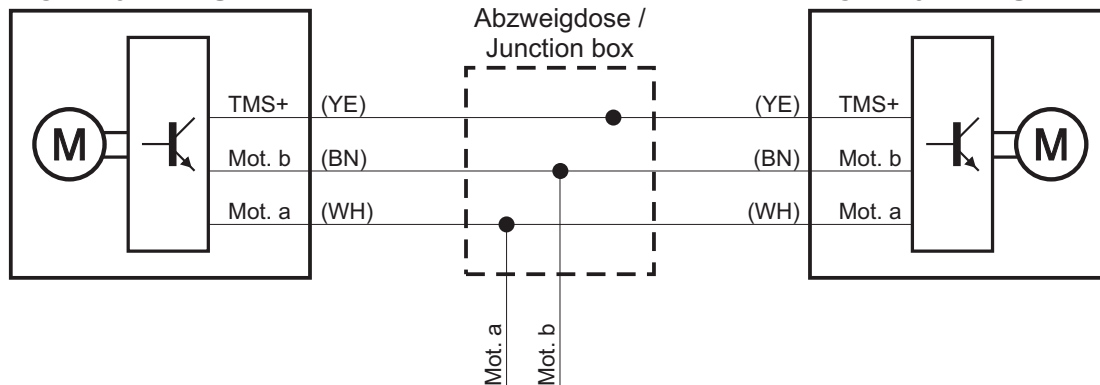 Abzweigdose /
Junction box
TMS+ (YE) (YE) TMS+
M Mot. b (BN) (BN) Mot. b M
Mot. a (WH) (WH) Mot. a
Mot. a
Mot. b